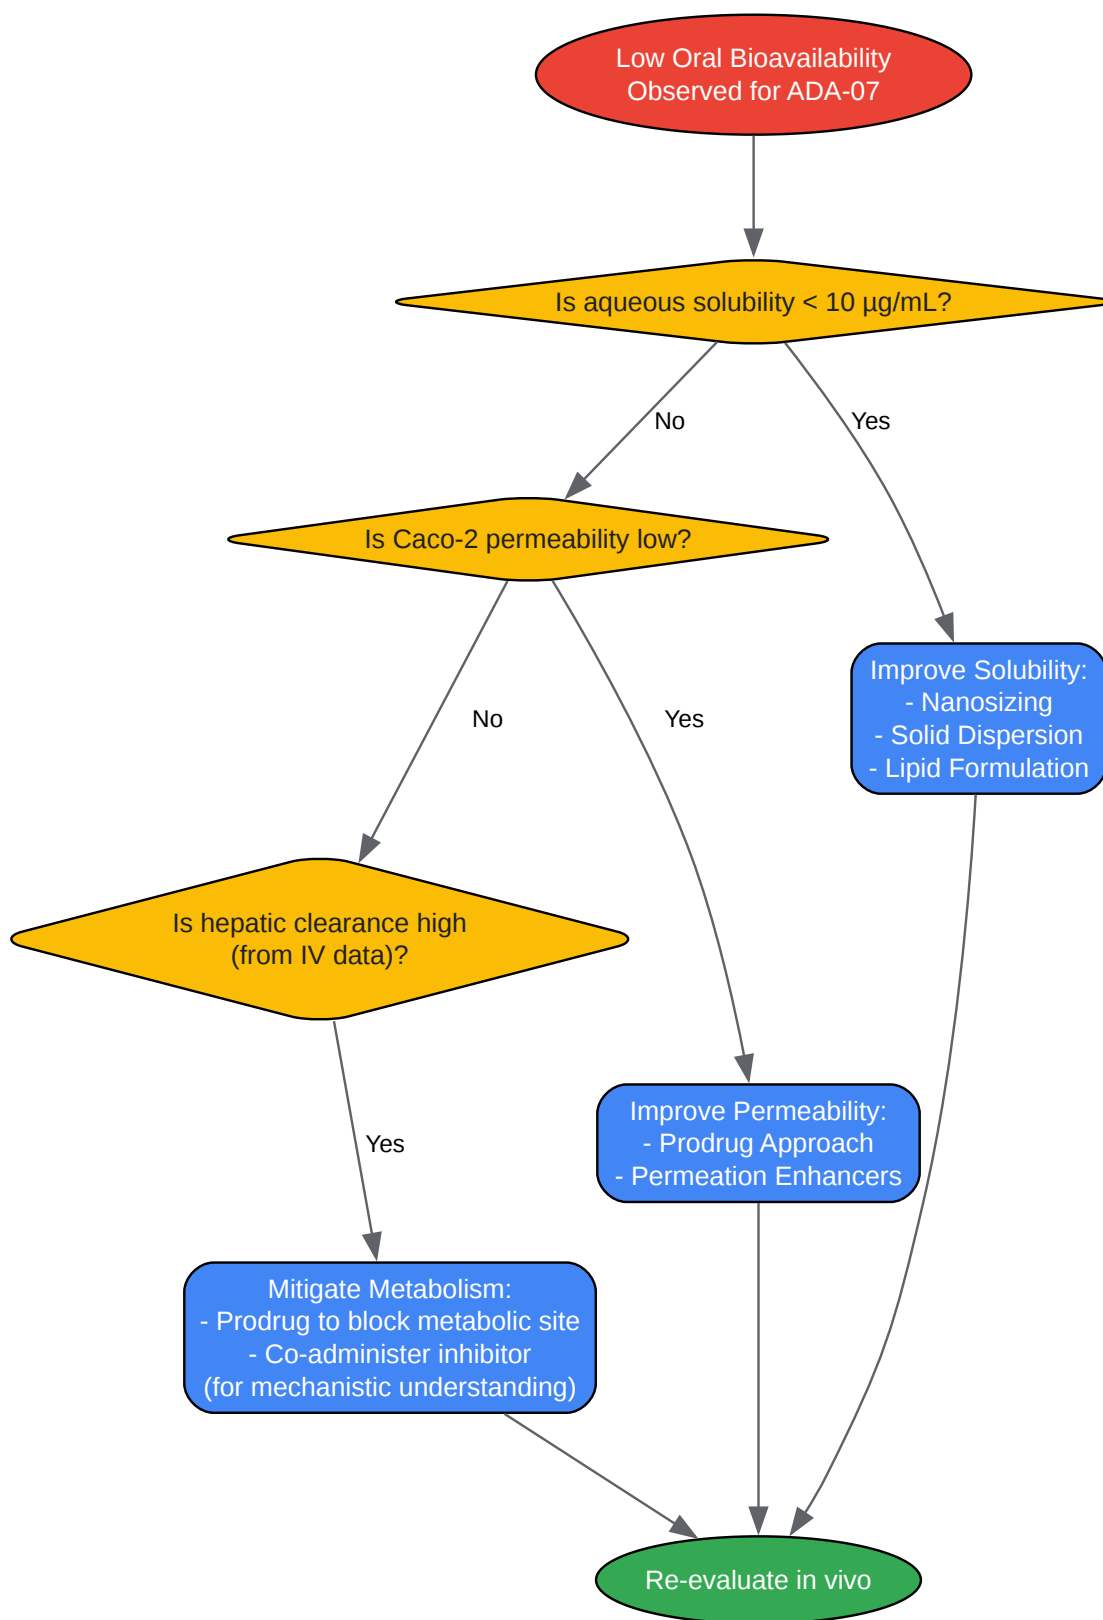 Low Oral Bioavailability
Observed for ADA-07
Is aqueous solubility < 10 µg/mL?
No
Yes
Is Caco-2 permeability low?
Improve Solubility:
- Nanosizing
- Solid Dispersion
- Lipid Formulation
No
Yes
Is hepatic clearance high
(from IV data)?
Improve Permeability:
- Prodrug Approach
- Permeation Enhancers
Yes
Mitigate Metabolism:
- Prodrug to block metabolic site
- Co-administer inhibitor
(for mechanistic understanding)
Re-evaluate in vivo